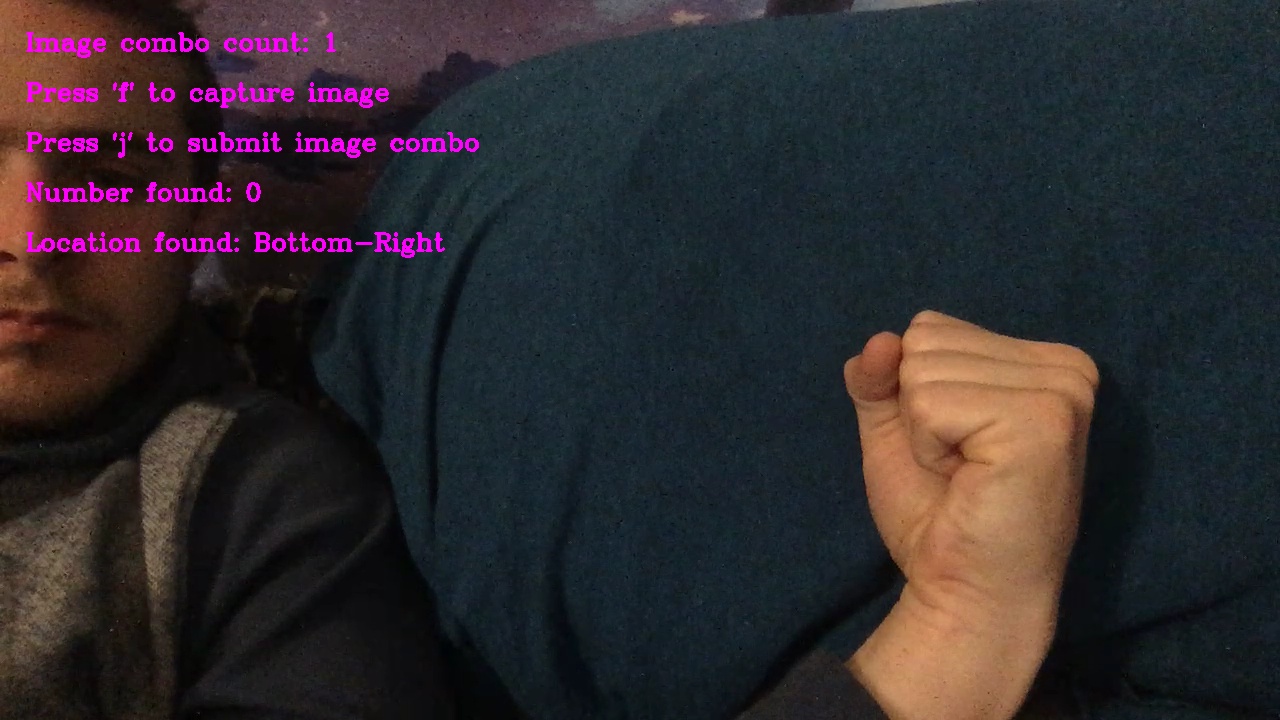 Image combo count: 1
Press 'f' to capture image
Press 'j' to submit image combo
Number found: 0
Location found: Bottom-Right